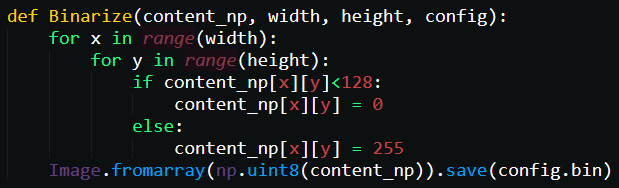 def Binarize(content_np, width, height, config):
    for x in range(width):
        for y in range(height):
            if content_np[x][y]<128:
                content_np[x][y] = 0
            else:
                content_np[x][y] = 255
    Image.fromarray(np.uint8(content_np)).save(config.bin)